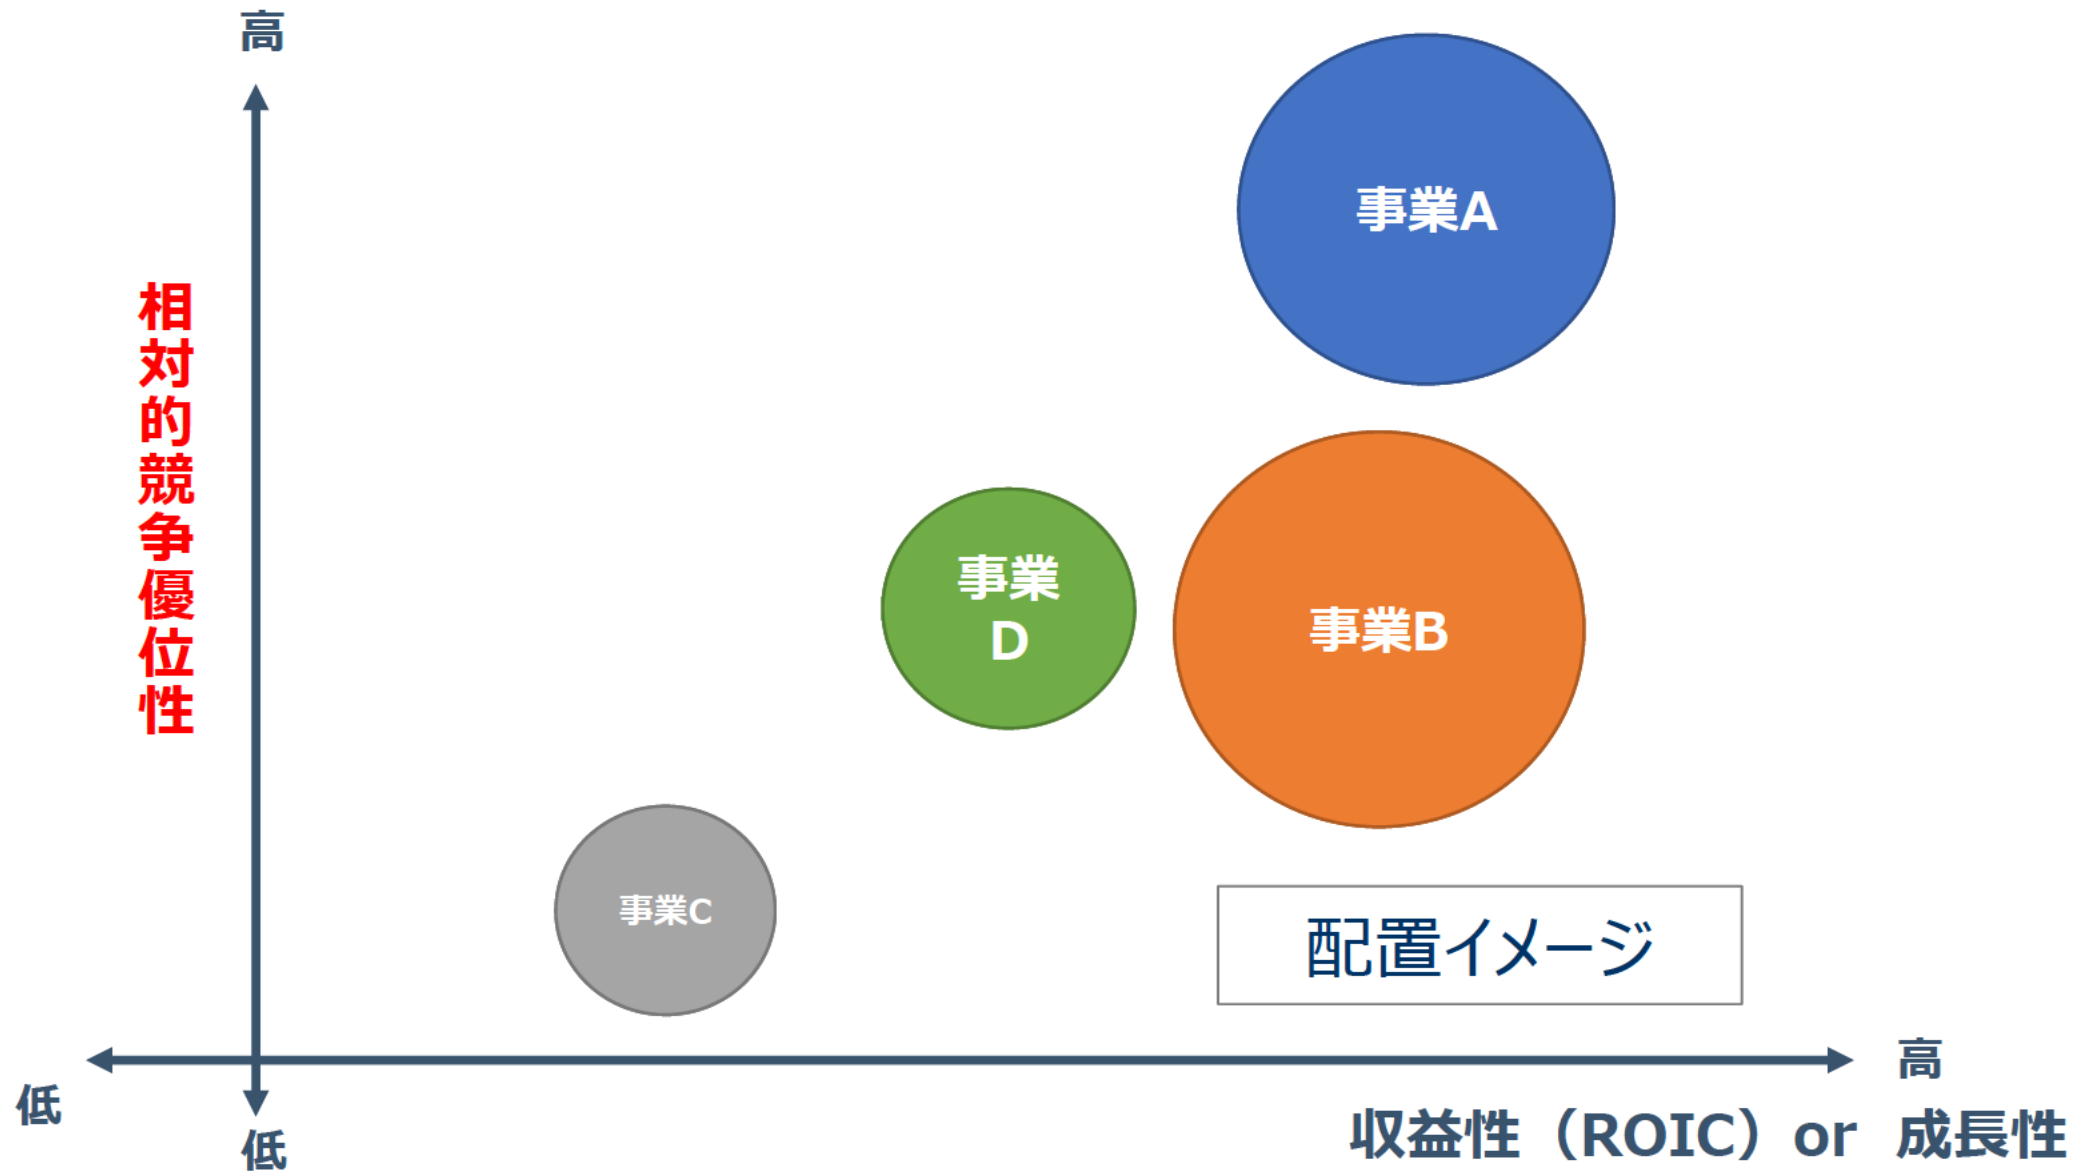 高
相対的競争優位性
事業A
事業
D
事業B
事業C
配置イメージ
高
低
低
収益性（ROIC）or 成長性